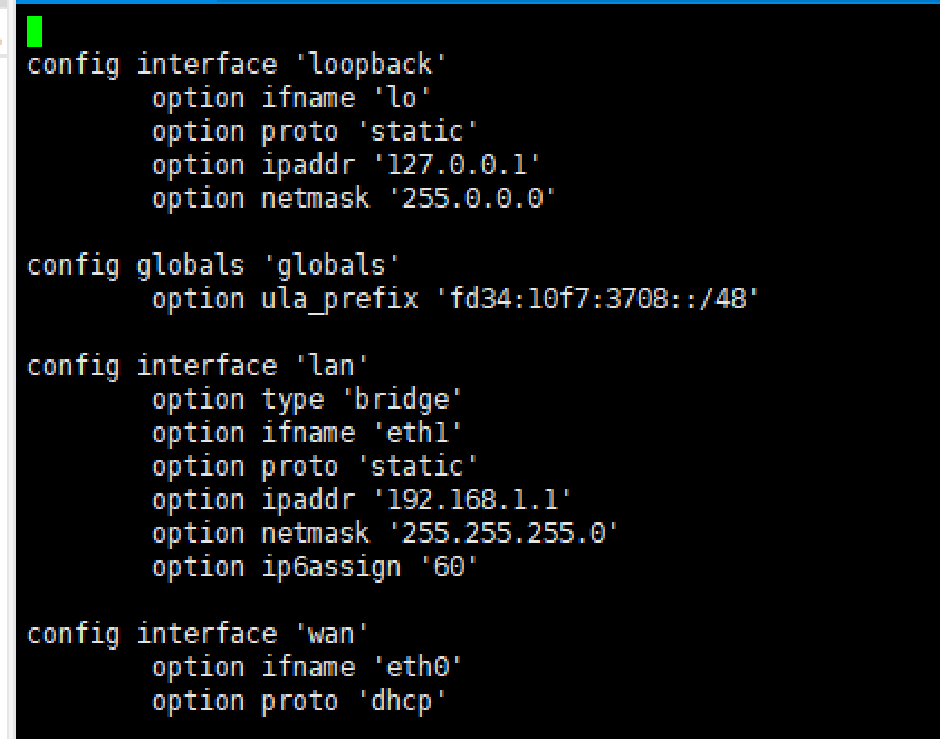 config interface 'loopback'
        option ifname 'lo'
        option proto 'static'
        option ipaddr '127.0.0.1'
        option netmask '255.0.0.0'

config globals 'globals'
        option ula_prefix 'fd34:10f7:3708::/48'

config interface 'lan'
        option type 'bridge'
        option ifname 'eth1'
        option proto 'static'
        option ipaddr '192.168.1.1'
        option netmask '255.255.255.0'
        option ip6assign '60'

config interface 'wan'
        option ifname 'eth0'
        option proto 'dhcp'